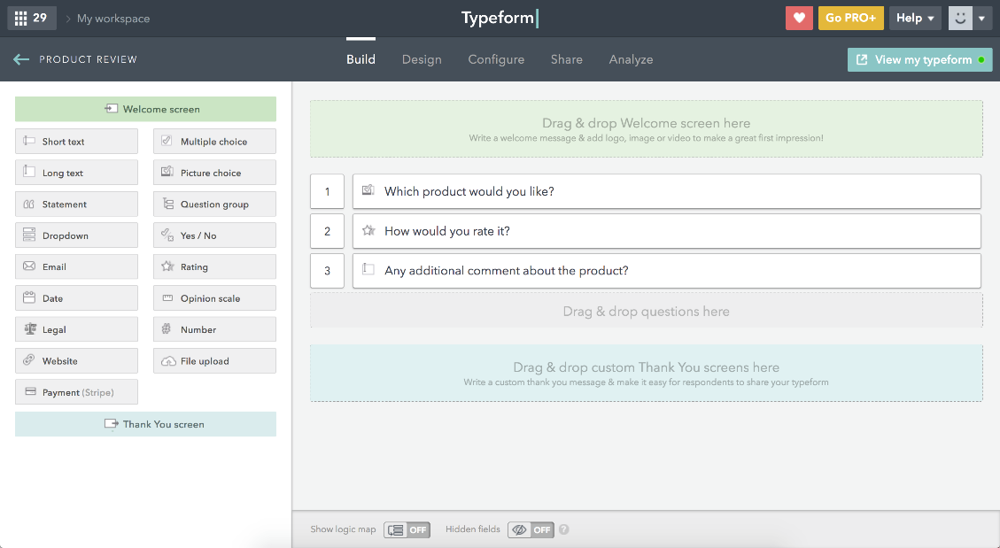 29 > My workspace
Typeform
Go PRO+
Help
PRODUCT REVIEW
Build Design Configure Share Analyze
View my typeform
Welcome screen
Short text Multiple choice
Long text Picture choice
Statement Question group
Dropdown Yes / No
Email Rating
Date Opinion scale
Legal Number
Website File upload
Payment (Stripe)
Thank You screen
Drag & drop Welcome screen here
Write a welcome message & add logo, image or video to make a great first impression!
1 Which product would you like?
2 How would you rate it?
3 Any additional comment about the product?
Drag & drop questions here
Drag & drop custom Thank You screens here
Write a custom thank you message & make it easy for respondents to share your typeform
Show logic map OFF Hidden fields OFF ?